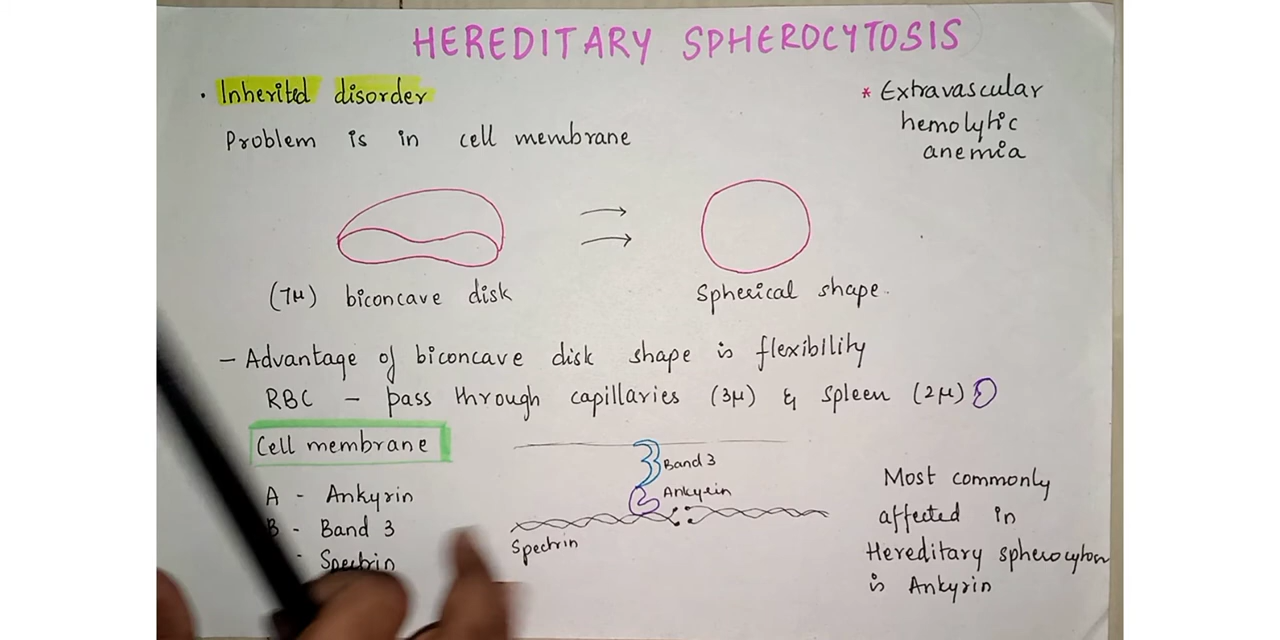 HEREDITARY SPHEROCYTOSIS
· Inherited disorder
Problem is in cell membrane
* Extravascular
hemolytic
anemia
(7μ) biconcave disk
Spherical shape.
- Advantage of biconcave disk shape is flexibility
RBC - pass through capillaries (3μ) & spleen (2μ)
Cell membrane
A - Ankyrin
B - Band 3
- Spectrin
Band 3
Ankyrin
Spectrin
Most commonly
affected in
Hereditary
is Ankyrin